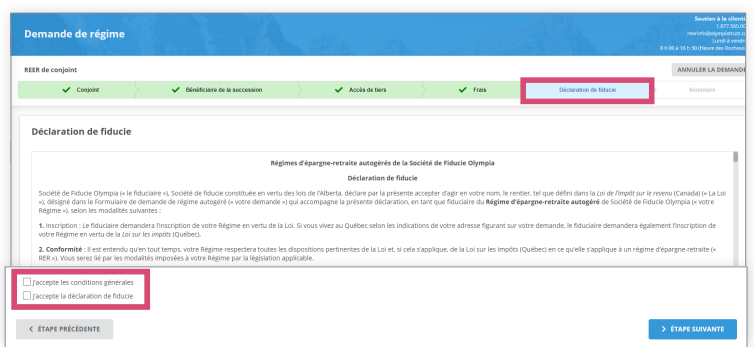 Soutien à la clienti
1.877.565.00
Demande de régime
reerinfo@olympiatrust.co
Lundi à vendr
8 h 00 à 16 h 30 (Heure des Rocheus
REER de conjoint
ANNULER LA DEMANDE
Conjoint
Bénéficiaire de la succession
Accès de tiers
Frais
Déclaration de fiducie
Sommaire
Déclaration de fiducie
Régimes d'épargne-retraite autogérés de la Société de Fiducie Olympia
Déclaration de fiducie
Société de Fiducie Olympia (« le fiduciaire »), Société de fiducie constituée en vertu des lois de l'Alberta, déclare par la présente accepter d'agir en votre nom, le rentier, tel que défini dans la Loi de l'impôt sur le revenu (Canada) (« La Loi
»), désigné dans le Formulaire de demande de régime autogéré (« votre demande ») qui accompagne la présente déclaration, en tant que fiduciaire du Régime d'épargne-retraite autogéré de Société de Fiducie Olympia (« votre
Régime »), selon les modalités suivantes :
1. Inscription : Le fiduciaire demandera l'inscription de votre Régime en vertu de la Loi. Si vous vivez au Québec selon les indications de votre adresse figurant sur votre demande, le fiduciaire demandera également l'inscription de
votre Régime en vertu de la Loi sur les impôts (Québec).
2. Conformité : Il est entendu qu'en tout temps, votre Régime respectera toutes les dispositions pertinentes de la Loi et, si cela s'applique, de la Loi sur les impôts (Québec) en ce qu'elle s'applique à un régime d'épargne-retraite («
RER »). Vous serez lié par les modalités imposées à votre Régime par la législation applicable.
J'accepte les conditions générales
J'accepte la déclaration de fiducie
< ÉTAPE PRÉCÉDENTE
> ÉTAPE SUIVANTE